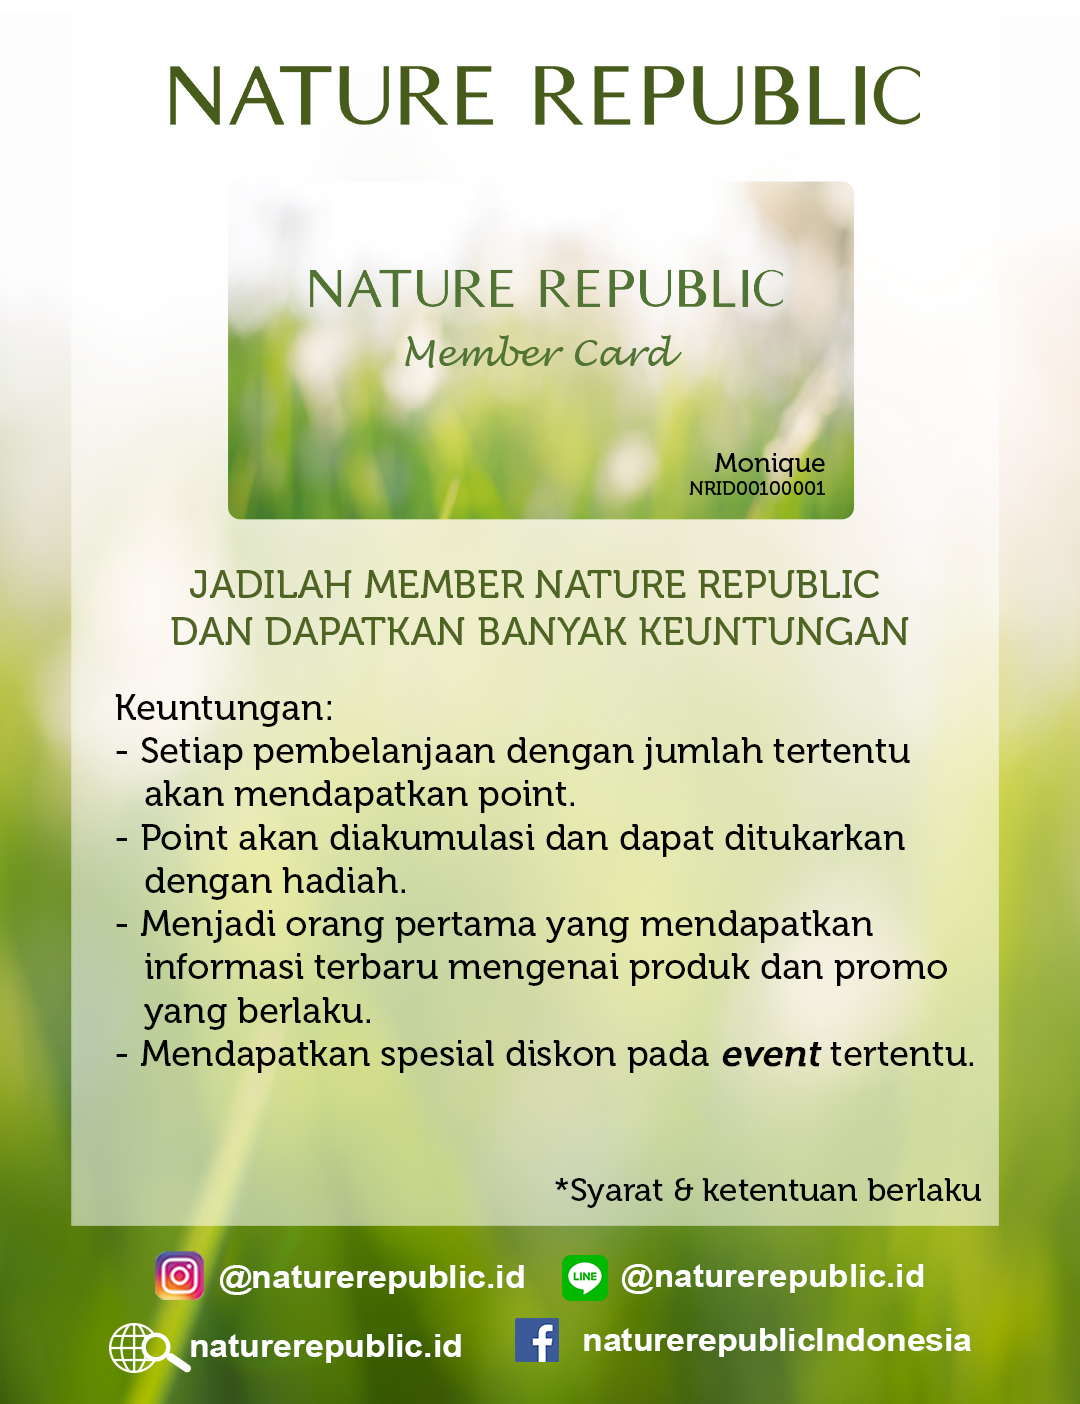 NATURE REPUBLIC
NATURE REPUBLIC
Member Card
Monique
NRID00100001
JADILAH MEMBER NATURE REPUBLIC
DAN DAPATKAN BANYAK KEUNTUNGAN
Keuntungan:
- Setiap pembelanjaan dengan jumlah tertentu
akan mendapatkan point.
- Point akan diakumulasi dan dapat ditukarkan
dengan hadiah.
- Menjadi orang pertama yang mendapatkan
informasi terbaru mengenai produk dan promo
yang berlaku.
- Mendapatkan spesial diskon pada event tertentu.
*Syarat & ketentuan berlaku
@naturerepublic.id
LINE @naturerepublic.id
naturerepublic.id
naturerepublicIndonesia